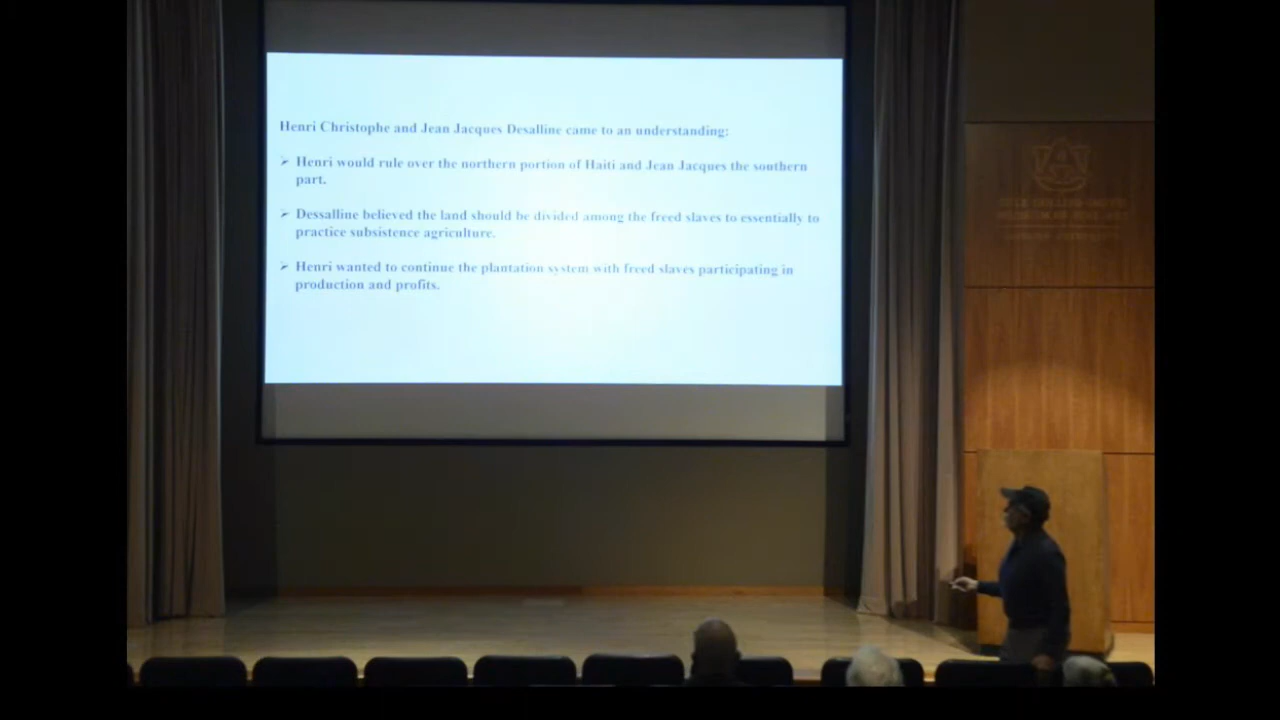 Henri Christophe and Jean Jacques Desalline came to an understanding:
➢ Henri would rule over the northern portion of Haiti and Jean Jacques the southern
part.
➢ Dessalline believed the land should be divided among the freed slaves to essentially to
practice subsistence agriculture.
➢ Henri wanted to continue the plantation system with freed slaves participating in
production and profits.